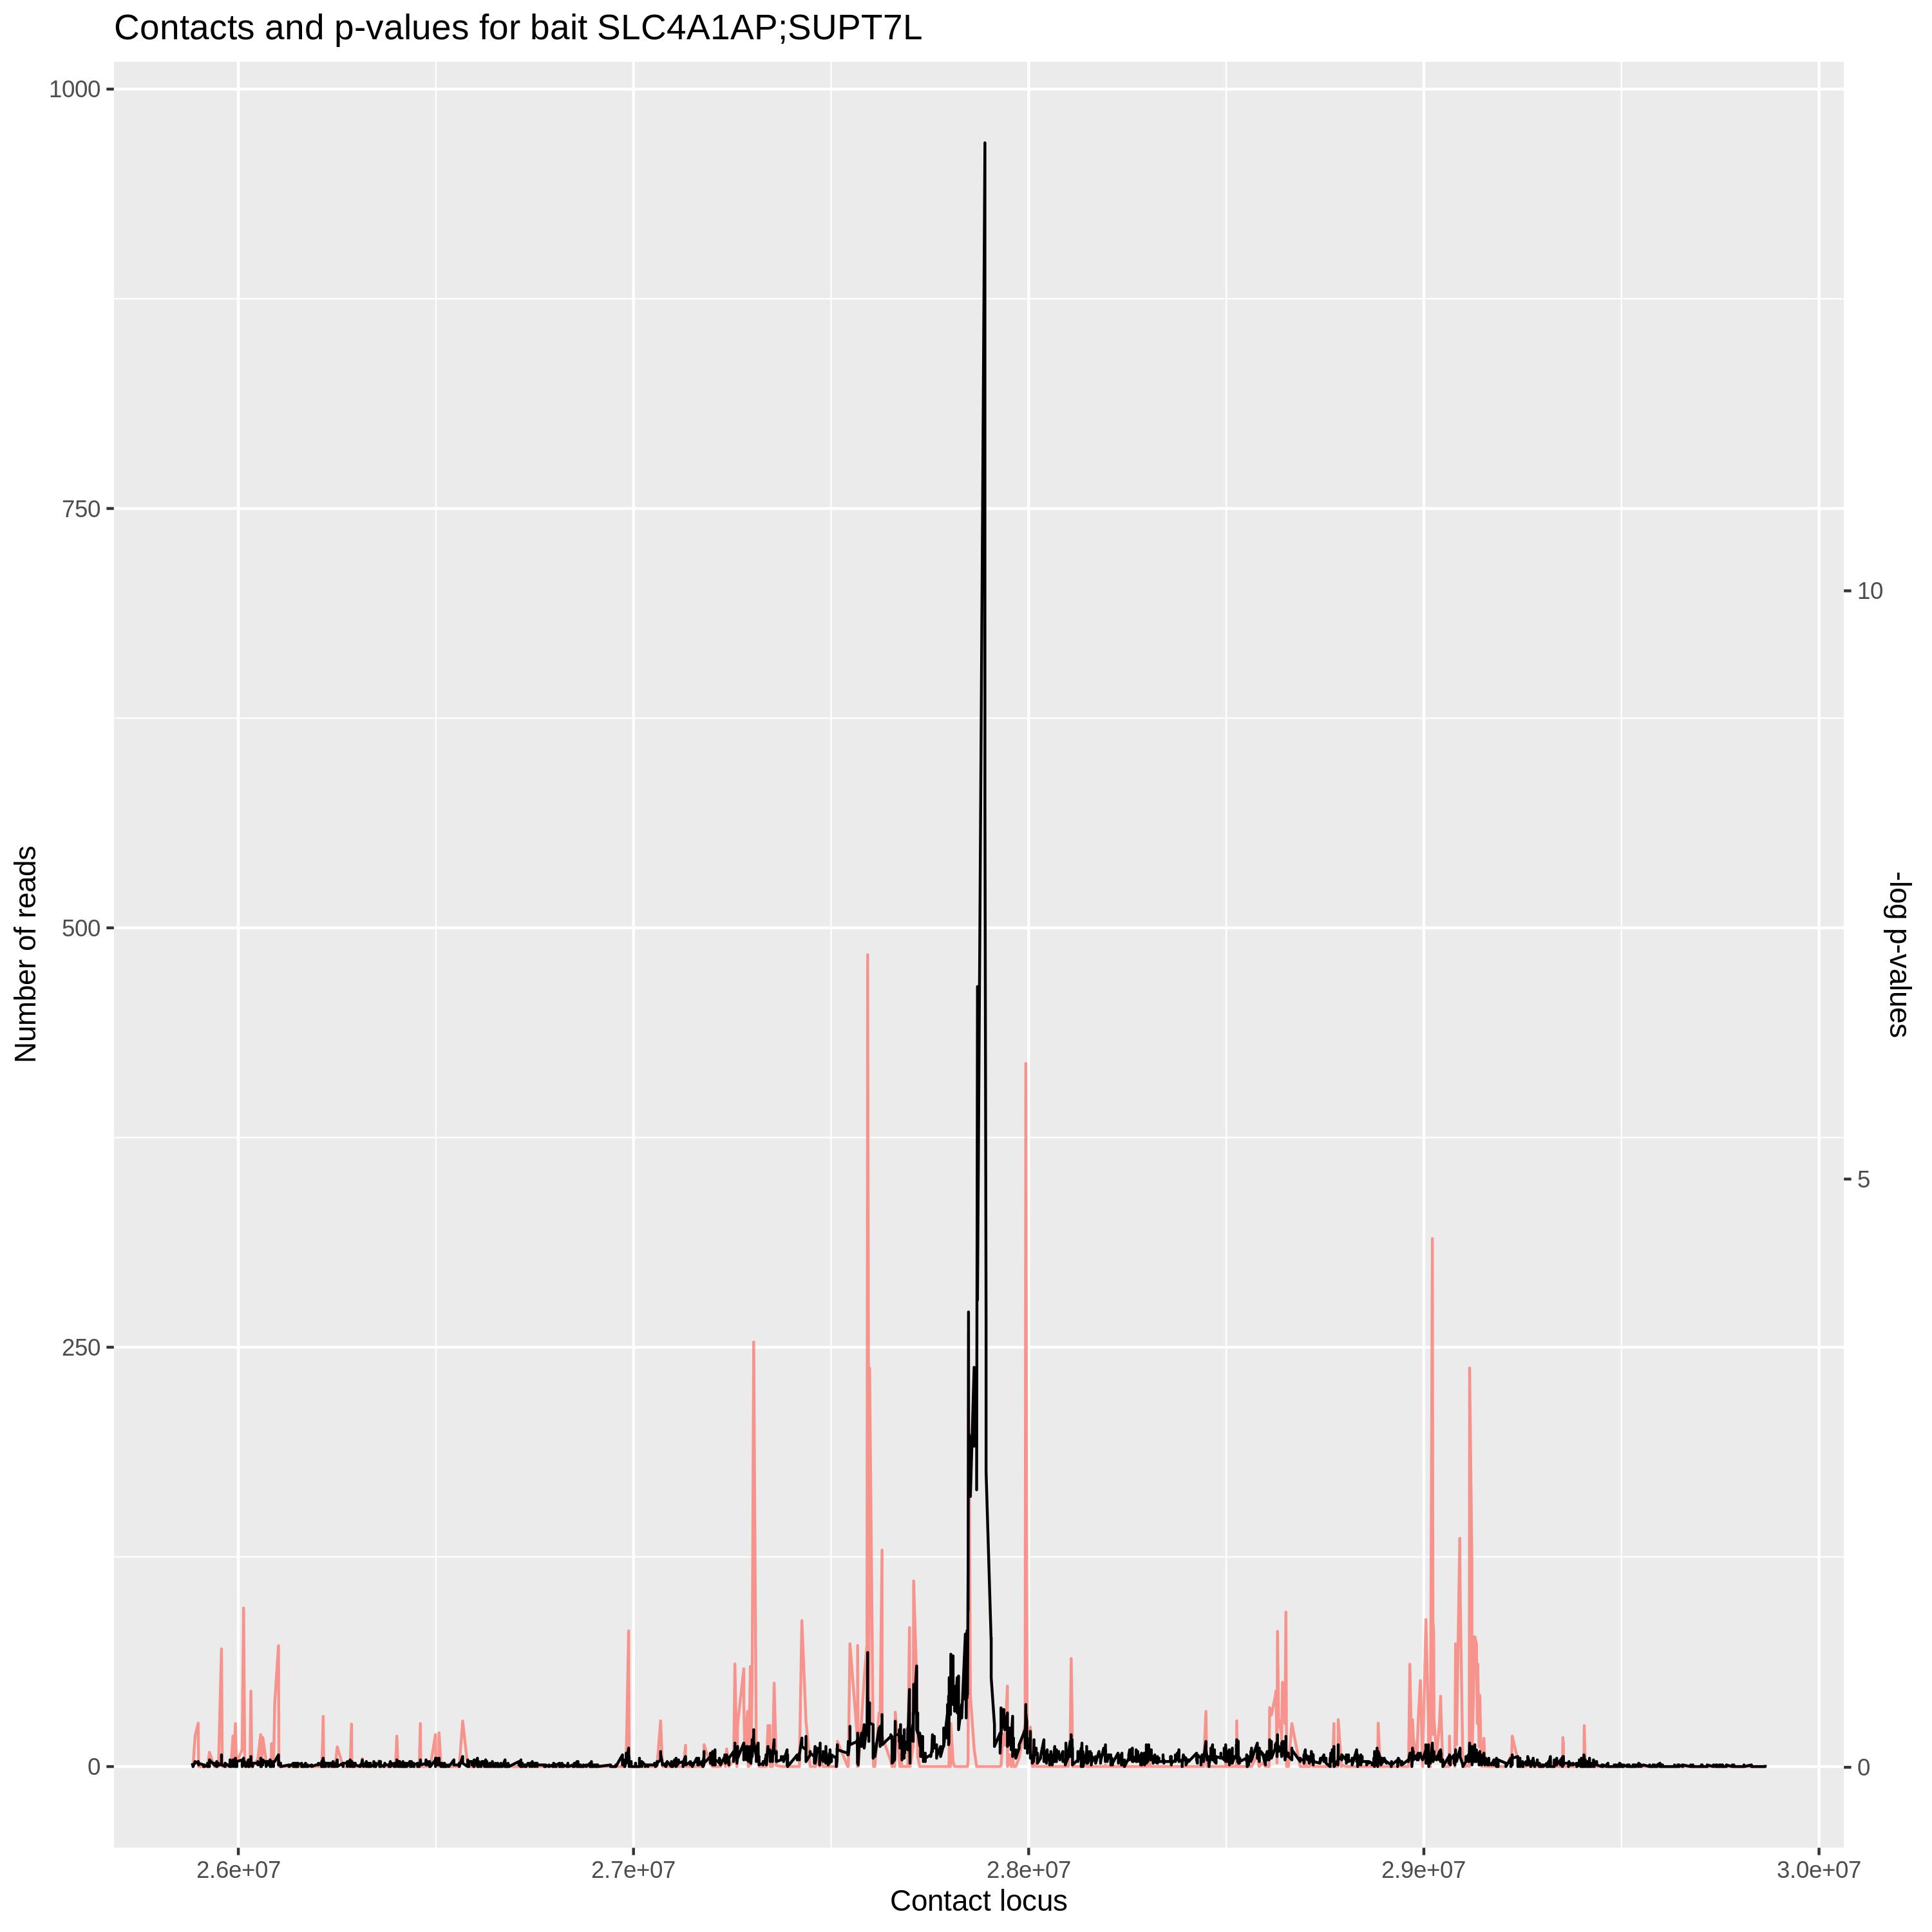 Contacts and p-values for bait SLC4A1AP;SUPT7L
1000
750
500
250
0
Number of reads
10
5
0
-log p-values
2.6e+07
2.7e+07
2.8e+07
2.9e+07
3.0e+07
Contact locus